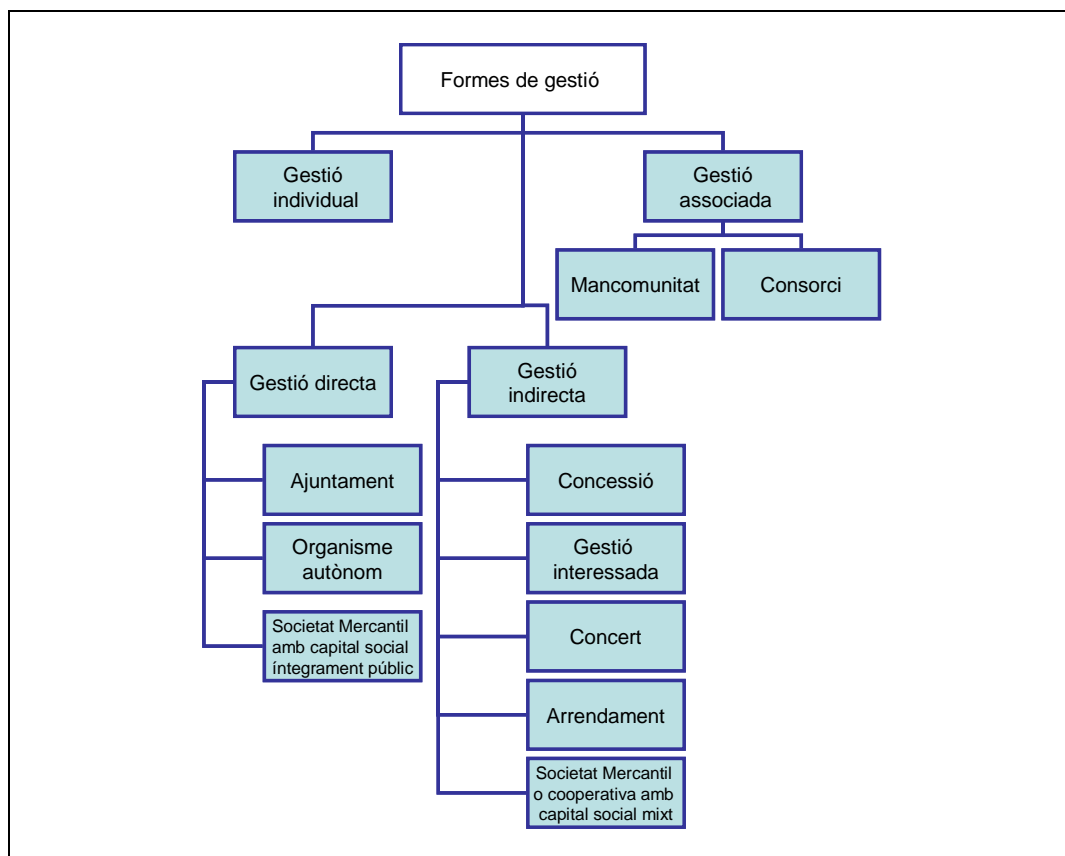 Formes de gestió
Gestió
individual
Gestió
associada
Mancomunitat
Consorci
Gestió directa
Gestió
indirecta
Ajuntament
Organisme
autònom
Societat Mercantil
amb capital social
íntegrament públic
Concessió
Gestió
interessada
Concert
Arrendament
Societat Mercantil
o cooperativa amb
capital social mixt